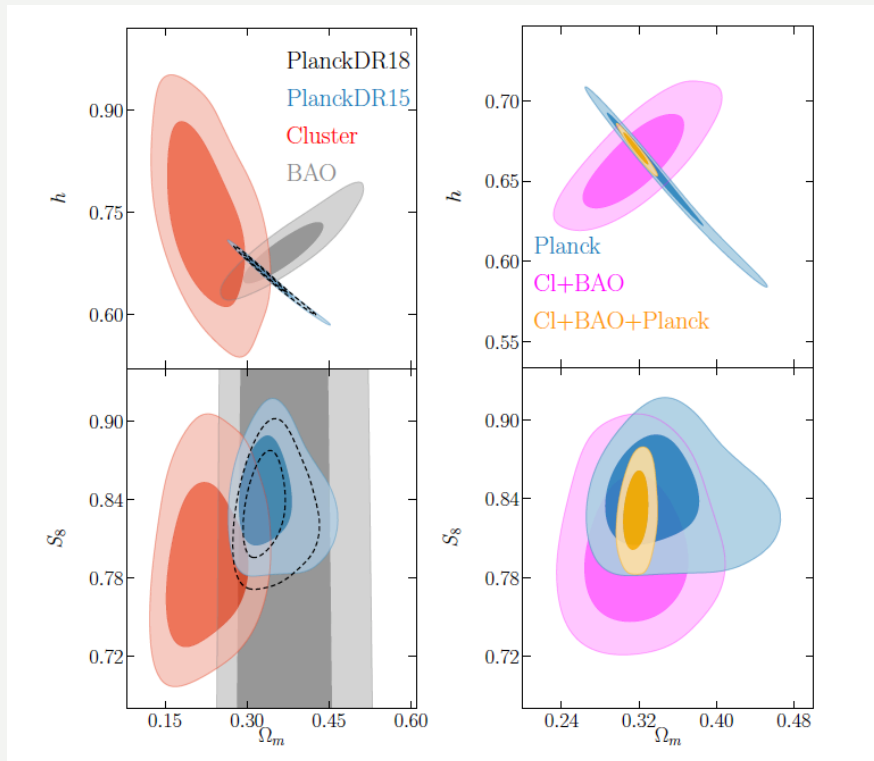 PlanckDR18
PlanckDR15
Cluster
BAO
h
0.90
0.75
0.60
S₈
0.90
0.84
0.78
0.72
0.15 0.30 0.45 0.60
Ωₘ
h
0.70
0.65
0.60
0.55
Planck
Cl+BAO
Cl+BAO+Planck
S₈
0.90
0.84
0.78
0.72
0.24 0.32 0.40 0.48
Ωₘ